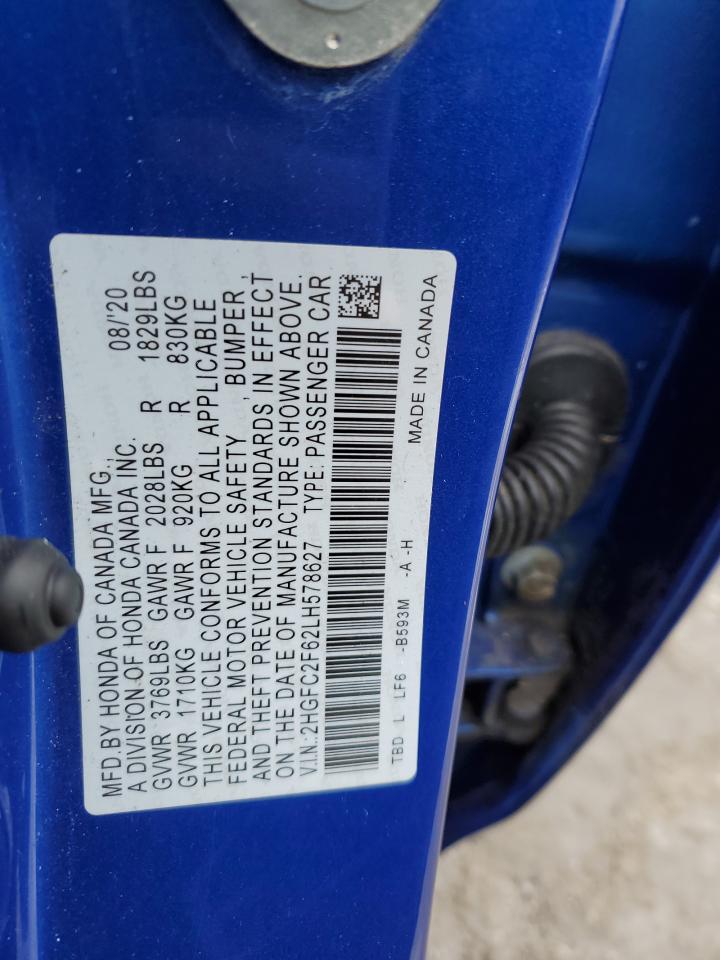 MFD.BY HONDA OF CANADA MFG., 08/'20
A DIVISION OF HONDA CANADA INC.
GVWR 3769LBS GAWR F 2028LBS R 1829LBS
GVWR 1710KG GAWR F 920KG R 830KG
THIS VEHICLE CONFORMS TO ALL APPLICABLE
FEDERAL MOTOR VEHICLE SAFETY , BUMPER ,
AND THEFT PREVENTION STANDARDS IN EFFECT
ON THE DATE OF MANUFACTURE SHOWN ABOVE.
V.I.N: 2HGFC2F62LH578627 TYPE: PASSENGER CAR
TBD L LF6 -B593M -A -H MADE IN CANADA